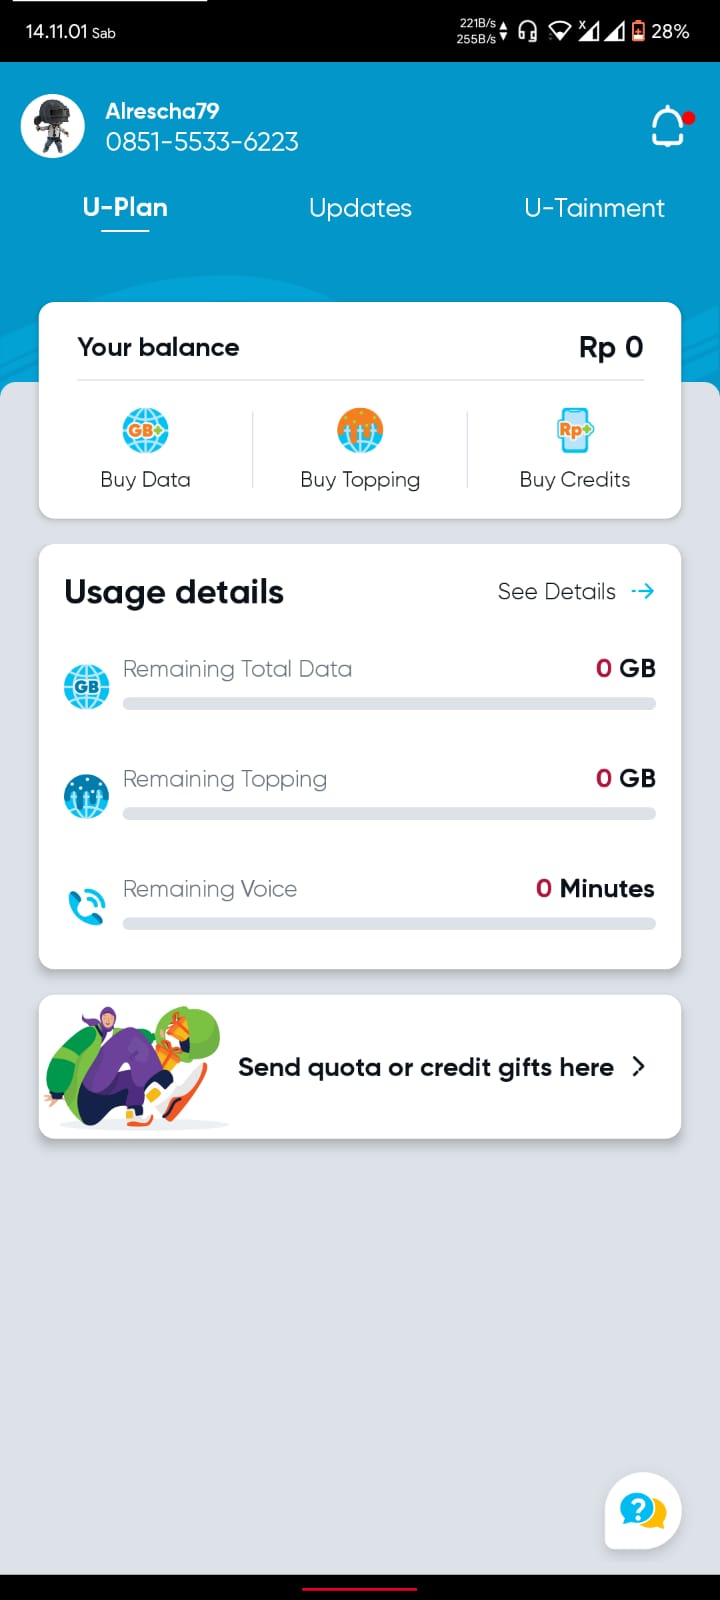 14.11.01 Sab
221B/s
255B/s
28%
Alrescha79
0851-5533-6223
U-Plan Updates U-Tainment
Your balance Rp 0
GB+ Rp+
Buy Data Buy Topping Buy Credits
Usage details See Details
Remaining Total Data 0 GB
GB
Remaining Topping 0 GB
Remaining Voice 0 Minutes
Send quota or credit gifts here
?